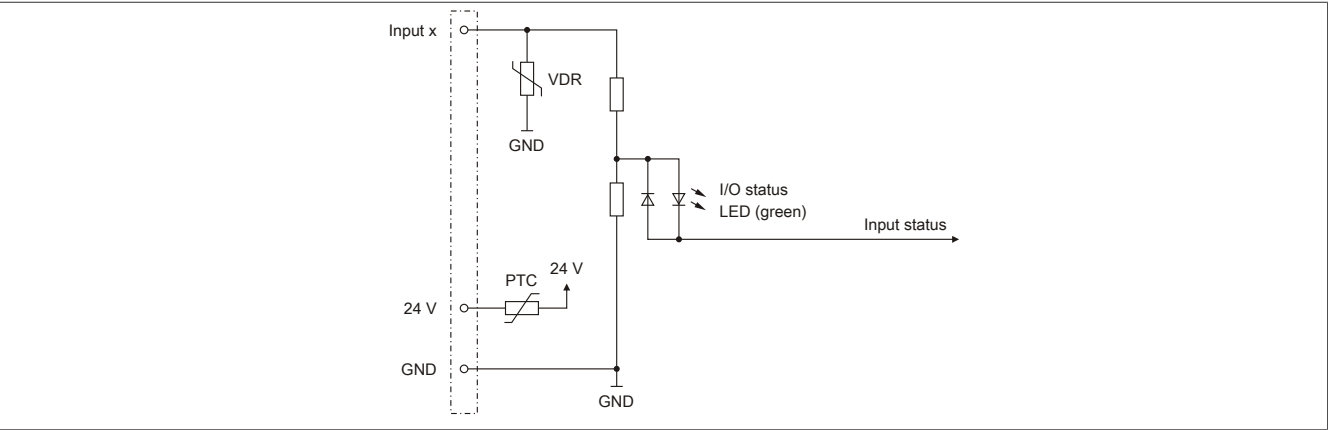 Input x
VDR
GND
I/O status
LED (green)
Input status
24 V
PTC
24 V
GND
GND